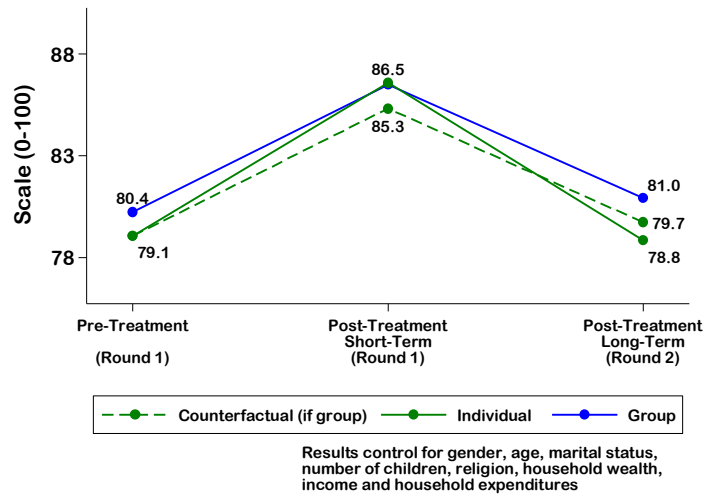 Scale (0-100)
88
83
78
80.4
79.1
86.5
85.3
81.0
79.7
78.8
Pre-Treatment
(Round 1)
Post-Treatment
Short-Term
(Round 1)
Post-Treatment
Long-Term
(Round 2)
Counterfactual (if group)
Individual
Group
Results control for gender, age, marital status,
number of children, religion, household wealth,
income and household expenditures